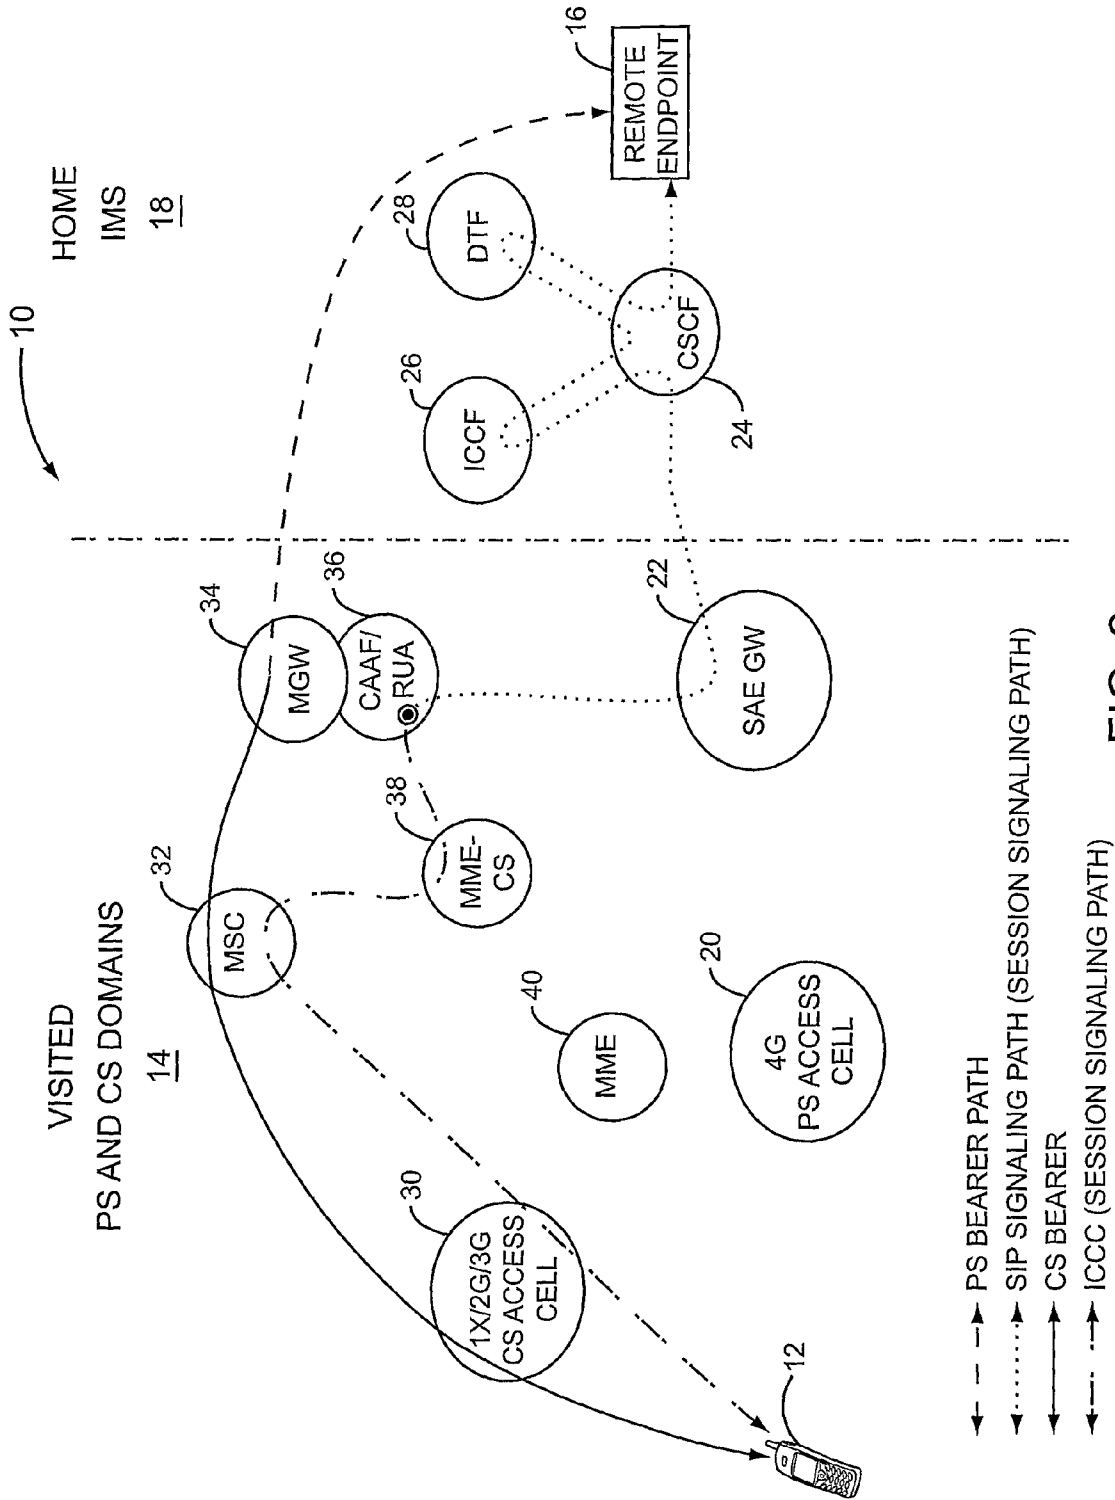 10
VISITED
PS AND CS DOMAINS
14
HOME
IMS
18
32
MSC
34
MGW
36
CAAF/
RUA
38
MME-
CS
30
1X/2G/3G
CS ACCESS
CELL
40
MME
20
4G
PS ACCESS
CELL
22
SAE GW
26
ICCF
28
DTF
24
CSCF
16
REMOTE
ENDPOINT
12
PS BEARER PATH
SIP SIGNALING PATH (SESSION SIGNALING PATH)
CS BEARER
ICCC (SESSION SIGNALING PATH)